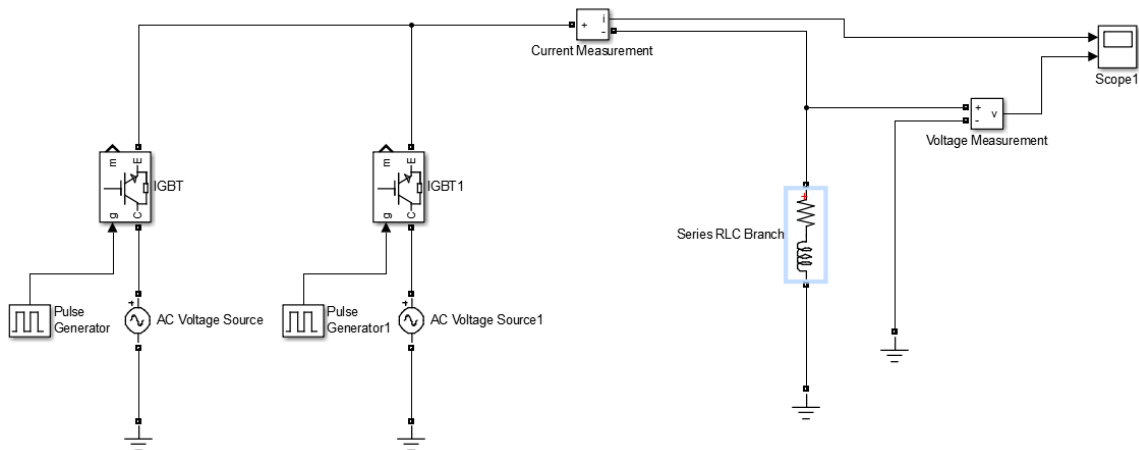 i
+
-
Current Measurement
Scope1
+
-
v
Voltage Measurement
m
E
IGBT
g
C
m
E
IGBT1
g
C
+
Series RLC Branch
Pulse
Generator
+
AC Voltage Source
Pulse
Generator1
+
AC Voltage Source1